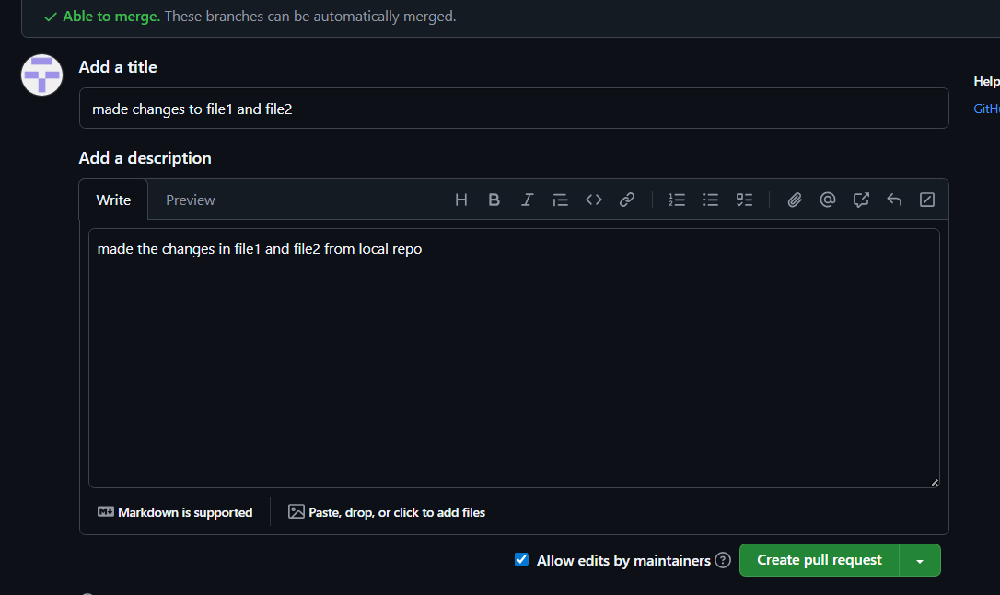 Able to merge. These branches can be automatically merged.
Add a title
Help
made changes to file1 and file2
GitHu
Add a description
Write Preview
made the changes in file1 and file2 from local repo
Markdown is supported Paste, drop, or click to add files
Allow edits by maintainers Create pull request